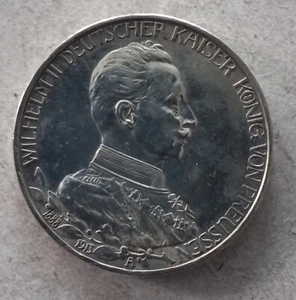 WILHELM II DEUTSCHER KAISER KÖNIG VON PREUSSEN
1888
1913
A